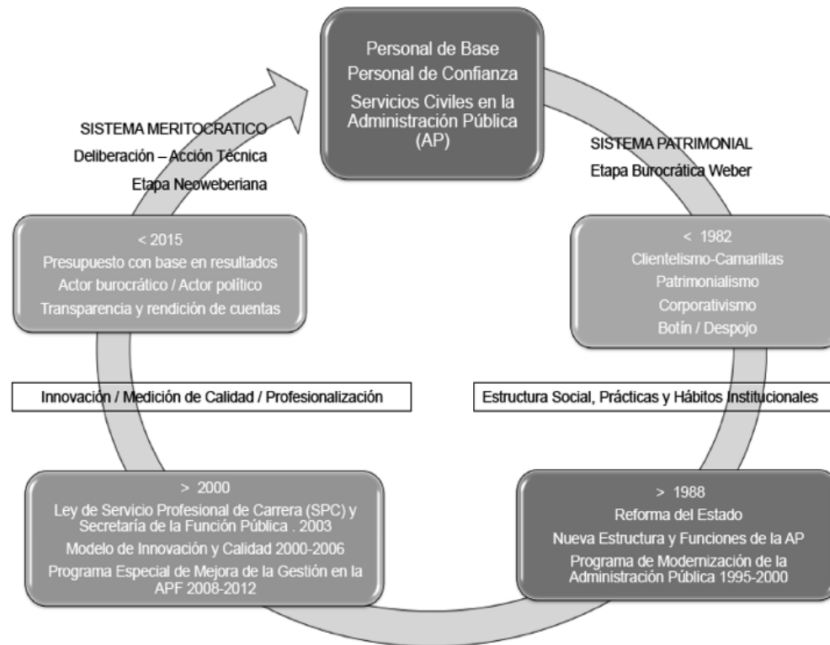 Personal de Base
Personal de Confianza
Servicios Civiles en la
Administración Pública
(AP)
SISTEMA PATRIMONIAL
Etapa Burocrática Weber
< 1982
Clientelismo-Camarillas
Patrimonialismo
Corporativismo
Botín / Despojo
Estructura Social, Prácticas y Hábitos Institucionales
> 1988
Reforma del Estado
Nueva Estructura y Funciones de la AP
Programa de Modernización de la
Administración Pública 1995-2000
> 2000
Ley de Servicio Profesional de Carrera (SPC) y
Secretaría de la Función Pública . 2003
Modelo de Innovación y Calidad 2000-2006
Programa Especial de Mejora de la Gestión en la
APF 2008-2012
Innovación / Medición de Calidad / Profesionalización
< 2015
Presupuesto con base en resultados
Actor burocrático / Actor político
Transparencia y rendición de cuentas
SISTEMA MERITOCRATICO
Deliberación – Acción Técnica
Etapa Neoweberiana